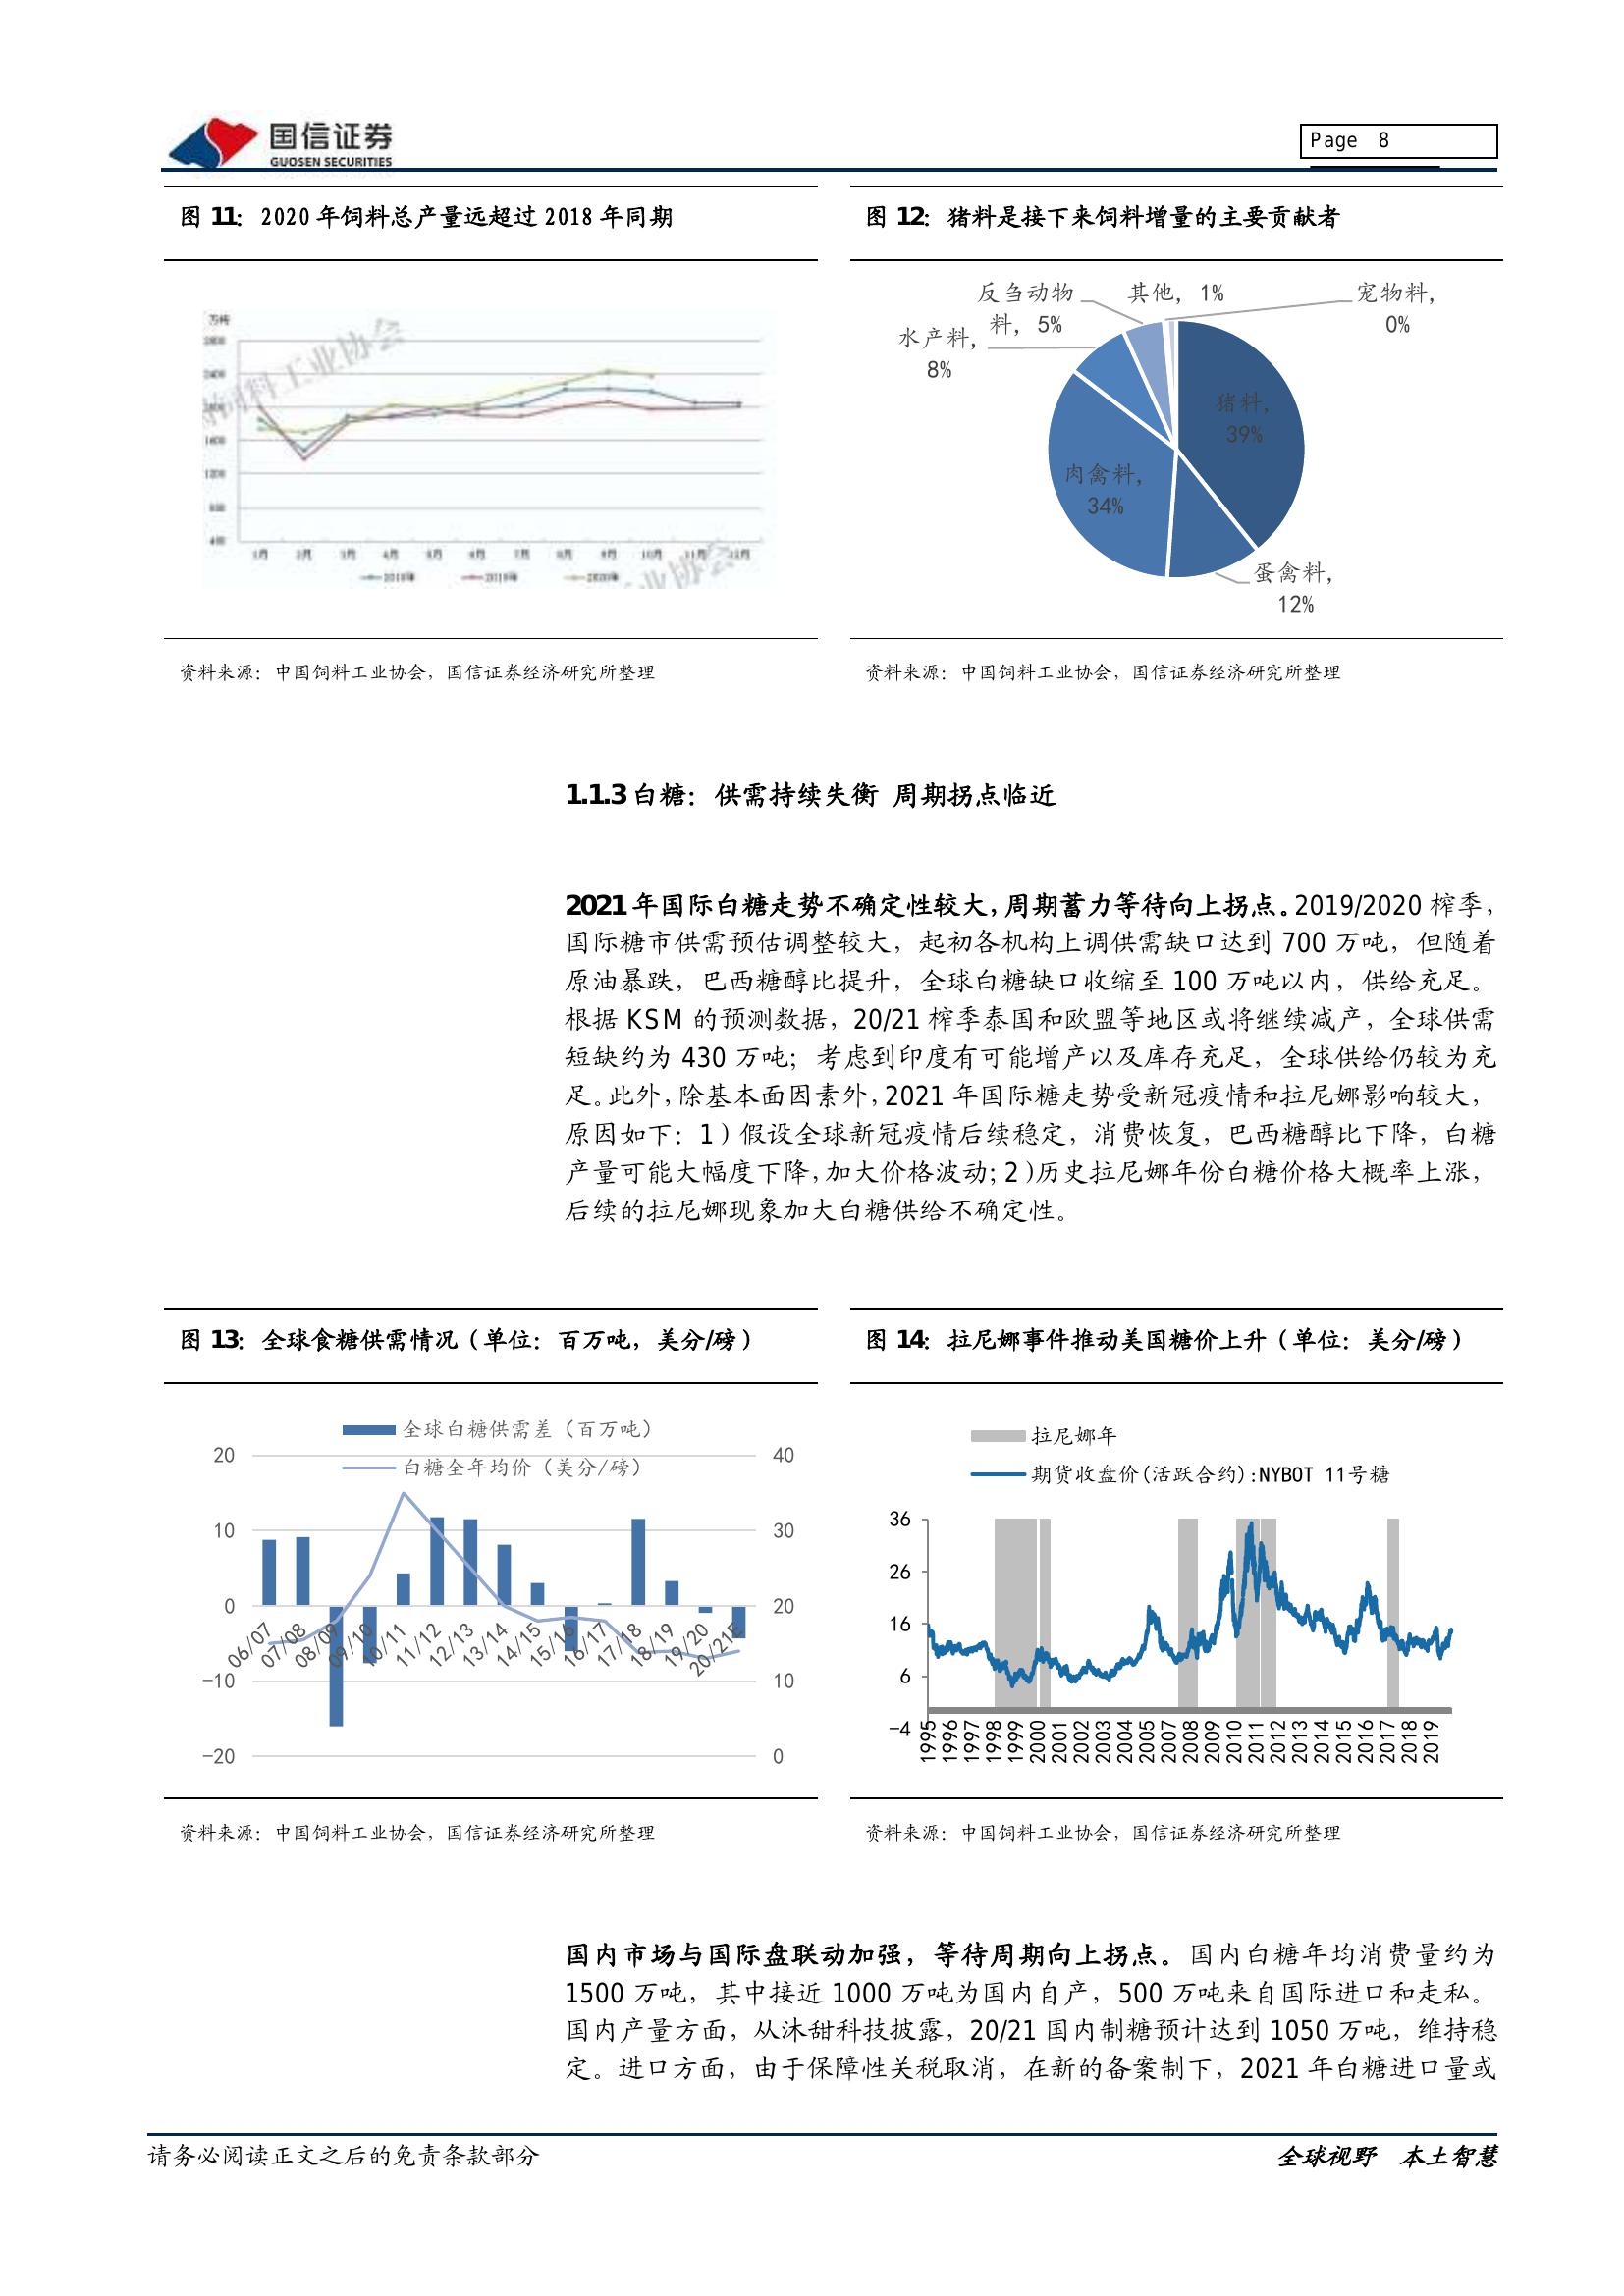 国信证券
GUOSEN SECURITIES
Page 8
图 11：2020 年饲料总产量远超过 2018 年同期
万吨
2800
2400
2000
1600
1200
800
400
1月 2月 3月 4月 5月 6月 7月 8月 9月 10月 11月 12月
2018年 2019年 2020年
资料来源：中国饲料工业协会，国信证券经济研究所整理
图 12：猪料是接下来饲料增量的主要贡献者
反刍动物
料，5%
其他，1%
宠物料，
0%
水产料，
8%
猪料，
39%
肉禽料，
34%
蛋禽料，
12%
资料来源：中国饲料工业协会，国信证券经济研究所整理
1.1.3 白糖：供需持续失衡 周期拐点临近
2021 年国际白糖走势不确定性较大，周期蓄力等待向上拐点。2019/2020 榨季，
国际糖市供需预估调整较大，起初各机构上调供需缺口达到 700 万吨，但随着
原油暴跌，巴西糖醇比提升，全球白糖缺口收缩至 100 万吨以内，供给充足。
根据 KSM 的预测数据，20/21 榨季泰国和欧盟等地区或将继续减产，全球供需
短缺约为 430 万吨；考虑到印度有可能增产以及库存充足，全球供给仍较为充
足。此外，除基本面因素外，2021 年国际糖走势受新冠疫情和拉尼娜影响较大，
原因如下：1）假设全球新冠疫情后续稳定，消费恢复，巴西糖醇比下降，白糖
产量可能大幅度下降，加大价格波动；2）历史拉尼娜年份白糖价格大概率上涨，
后续的拉尼娜现象加大白糖供给不确定性。
图 13：全球食糖供需情况（单位：百万吨，美分/磅）
全球白糖供需差（百万吨）
白糖全年均价（美分/磅）
20
10
0
-10
-20
40
30
20
10
0
06/07 07/08 08/09 09/10 10/11 11/12 12/13 13/14 14/15 15/16 16/17 17/18 18/19 19/20 20/21E
资料来源：中国饲料工业协会，国信证券经济研究所整理
图 14：拉尼娜事件推动美国糖价上升（单位：美分/磅）
拉尼娜年
期货收盘价(活跃合约):NYBOT 11号糖
36
26
16
6
-4
1995 1996 1997 1998 1999 2000 2001 2002 2003 2004 2005 2006 2007 2008 2009 2010 2011 2012 2013 2014 2015 2016 2017 2018 2019
资料来源：中国饲料工业协会，国信证券经济研究所整理
国内市场与国际盘联动加强，等待周期向上拐点。国内白糖年均消费量约为
1500 万吨，其中接近 1000 万吨为国内自产，500 万吨来自国际进口和走私。
国内产量方面，从沐甜科技披露，20/21 国内制糖预计达到 1050 万吨，维持稳
定。进口方面，由于保障性关税取消，在新的备案制下，2021 年白糖进口量或
请务必阅读正文之后的免责条款部分
全球视野 本土智慧